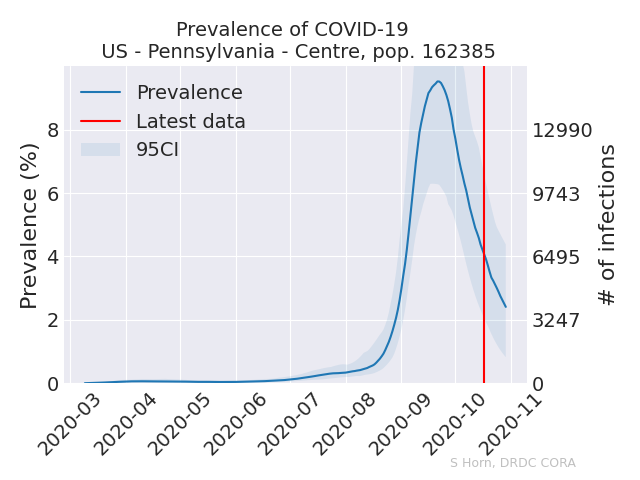 Prevalence of COVID-19
US - Pennsylvania - Centre, pop. 162385
Prevalence
Latest data
95CI
Prevalence (%)
8
6
4
2
0
12990
9743
6495
3247
0
# of infections
2020-03
2020-04
2020-05
2020-06
2020-07
2020-08
2020-09
2020-10
2020-11
S Horn, DRDC CORA